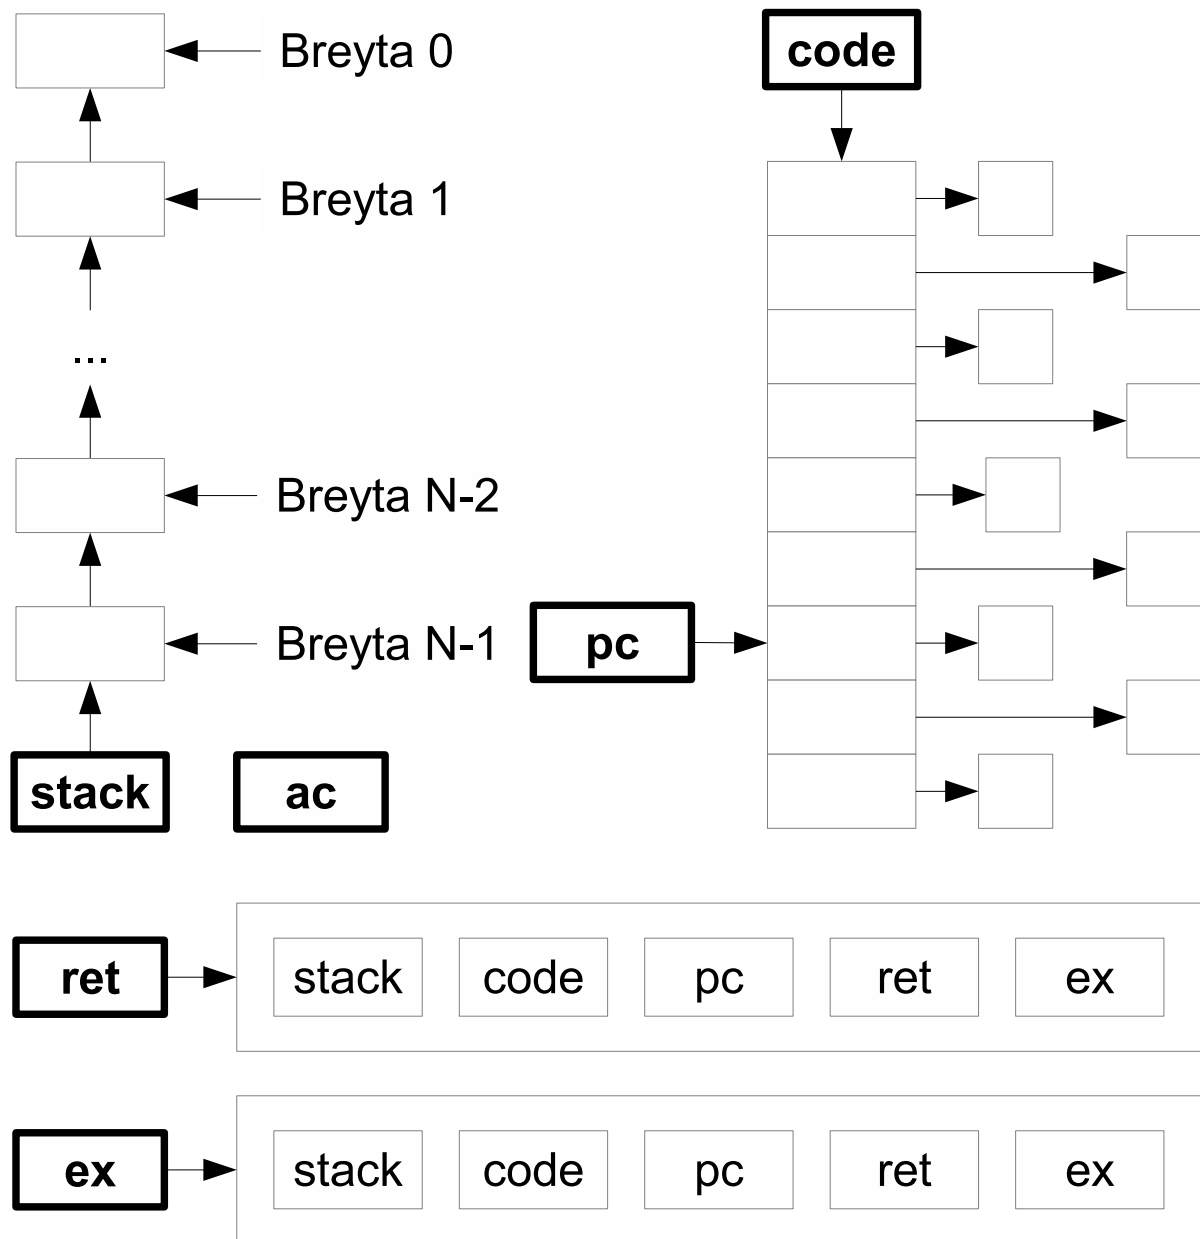 Breyta 0
code
Breyta 1
...
Breyta N-2
Breyta N-1
pc
stack
ac
ret
stack code pc ret ex
ex
stack code pc ret ex